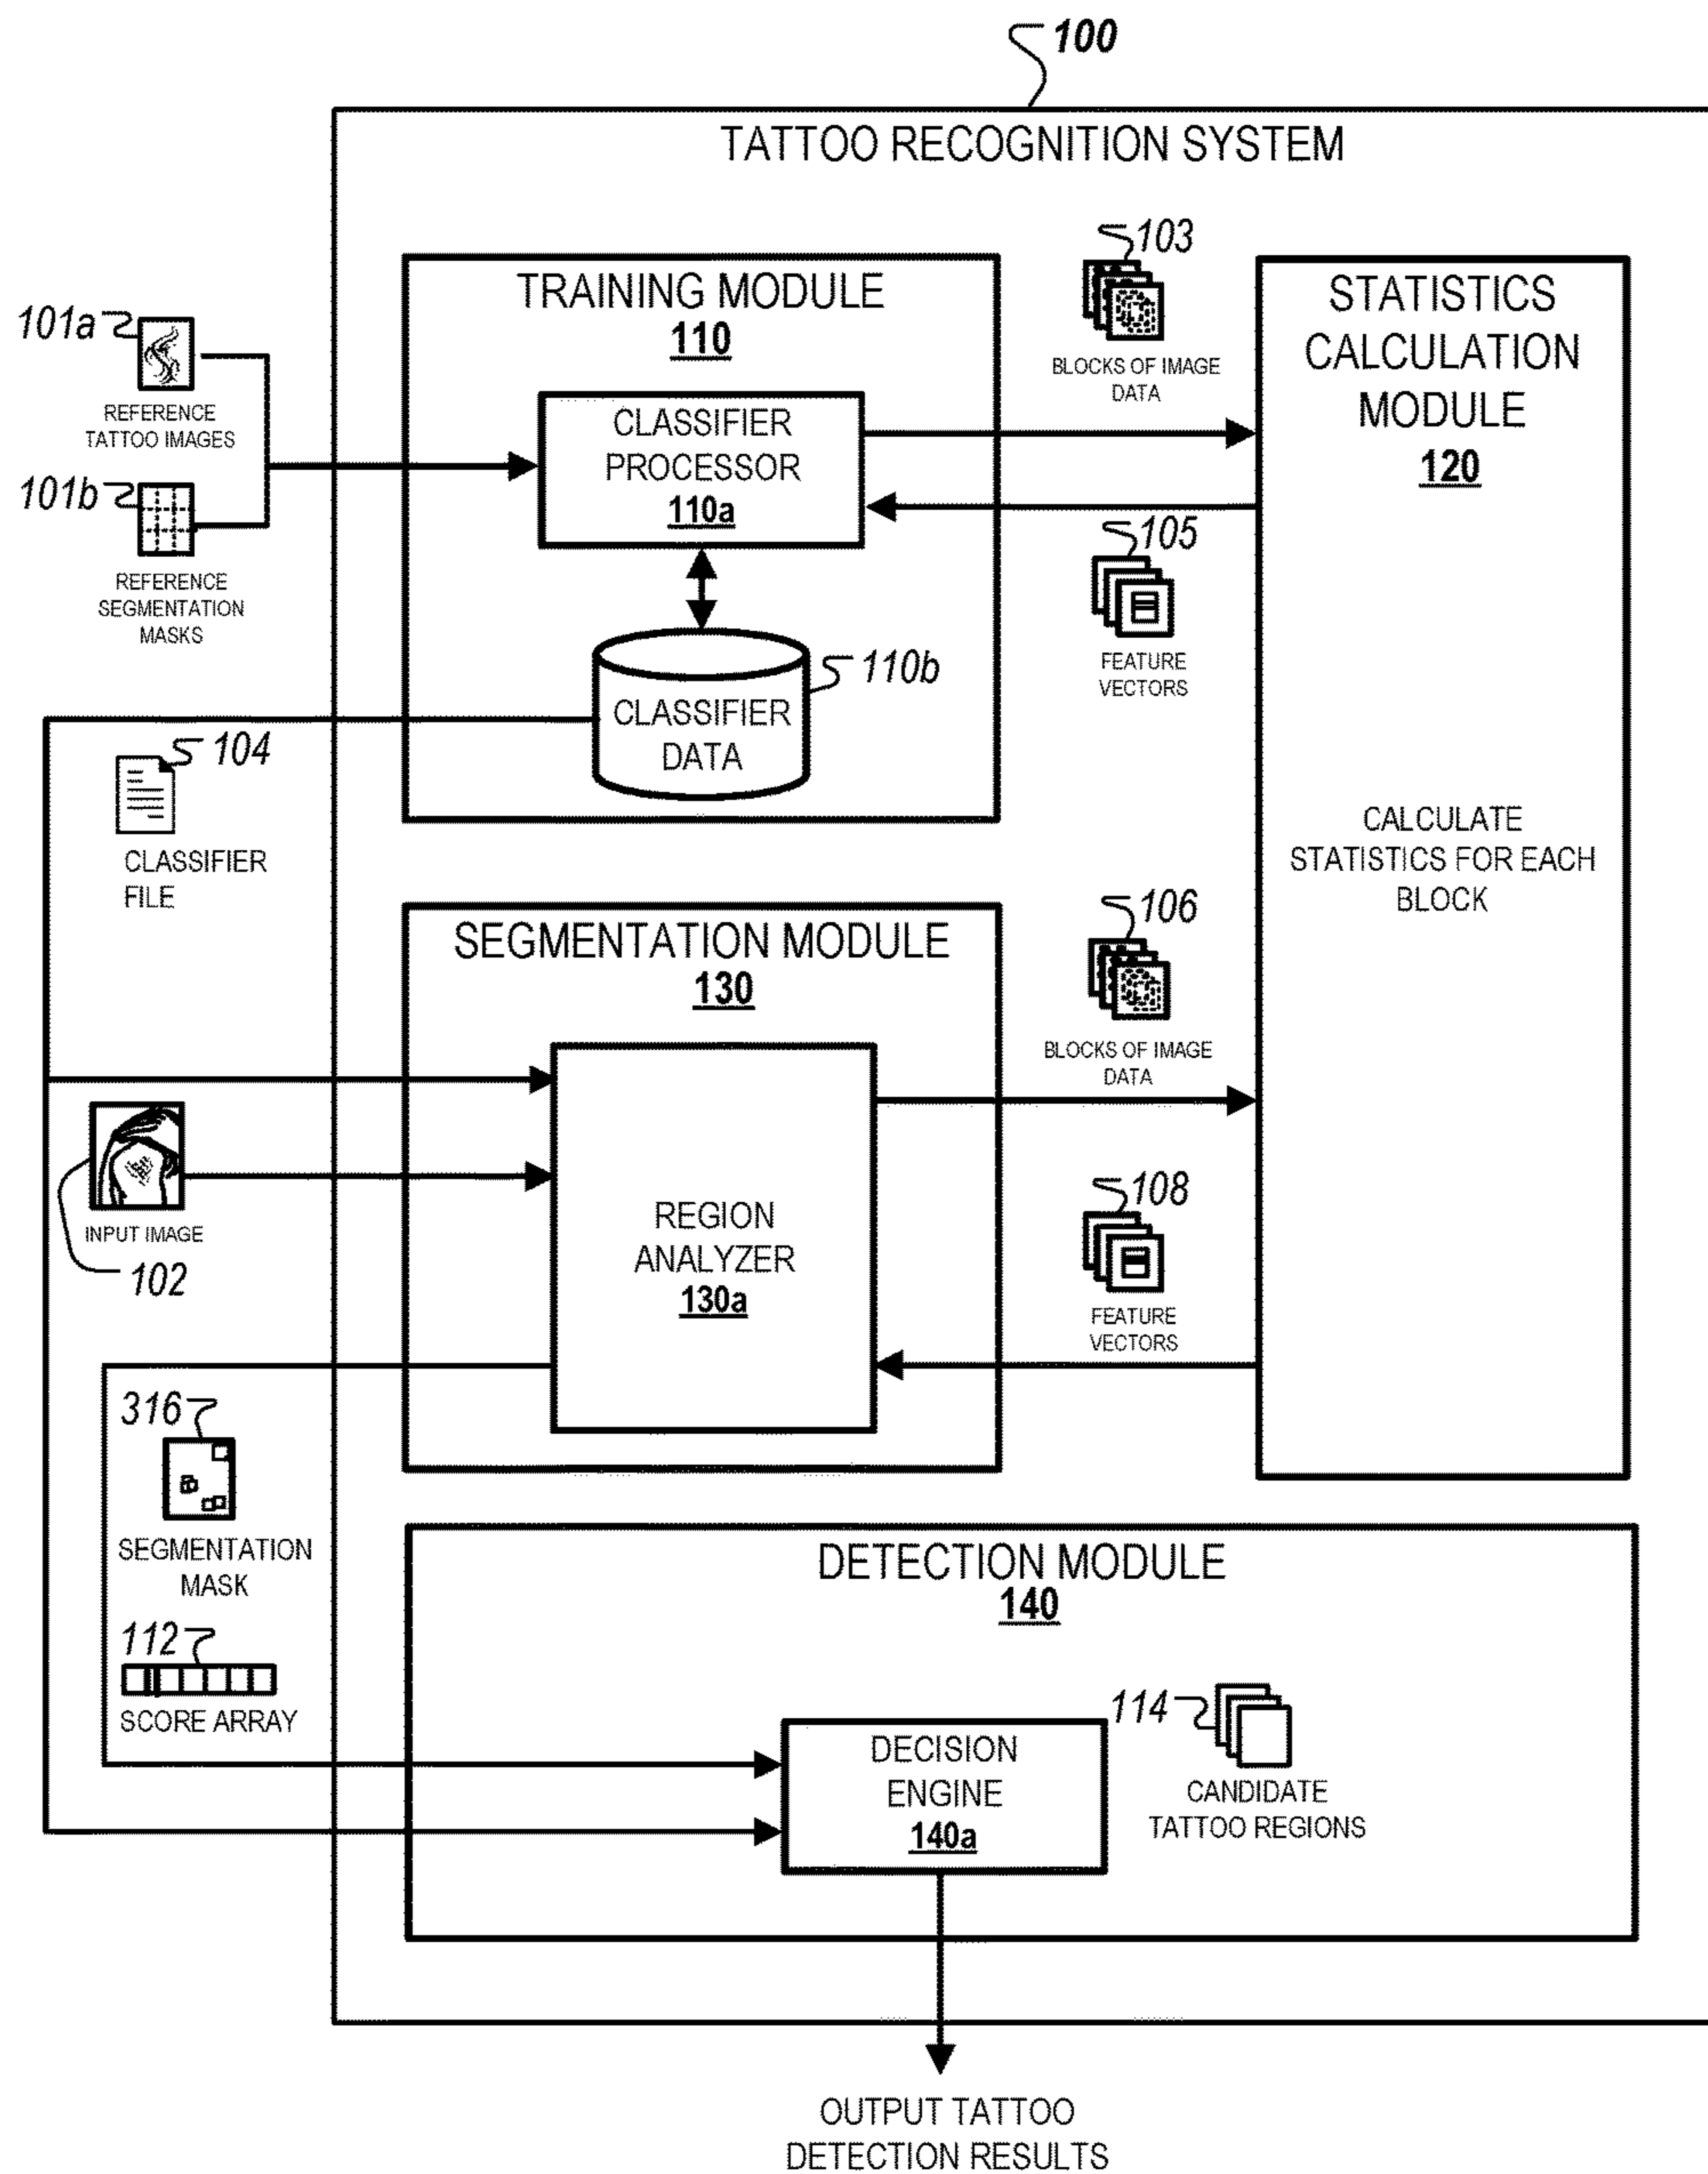 100
TATTOO RECOGNITION SYSTEM
101a
REFERENCE
TATTOO IMAGES
101b
REFERENCE
SEGMENTATION
MASKS
TRAINING MODULE
110
CLASSIFIER
PROCESSOR
110a
CLASSIFIER
DATA
110b
103
BLOCKS OF IMAGE
DATA
105
FEATURE
VECTORS
STATISTICS
CALCULATION
MODULE
120
CALCULATE
STATISTICS FOR EACH
BLOCK
104
CLASSIFIER
FILE
SEGMENTATION MODULE
130
REGION
ANALYZER
130a
106
BLOCKS OF IMAGE
DATA
108
FEATURE
VECTORS
INPUT IMAGE
102
316
SEGMENTATION
MASK
112
SCORE ARRAY
DETECTION MODULE
140
DECISION
ENGINE
140a
114
CANDIDATE
TATTOO REGIONS
OUTPUT TATTOO
DETECTION RESULTS